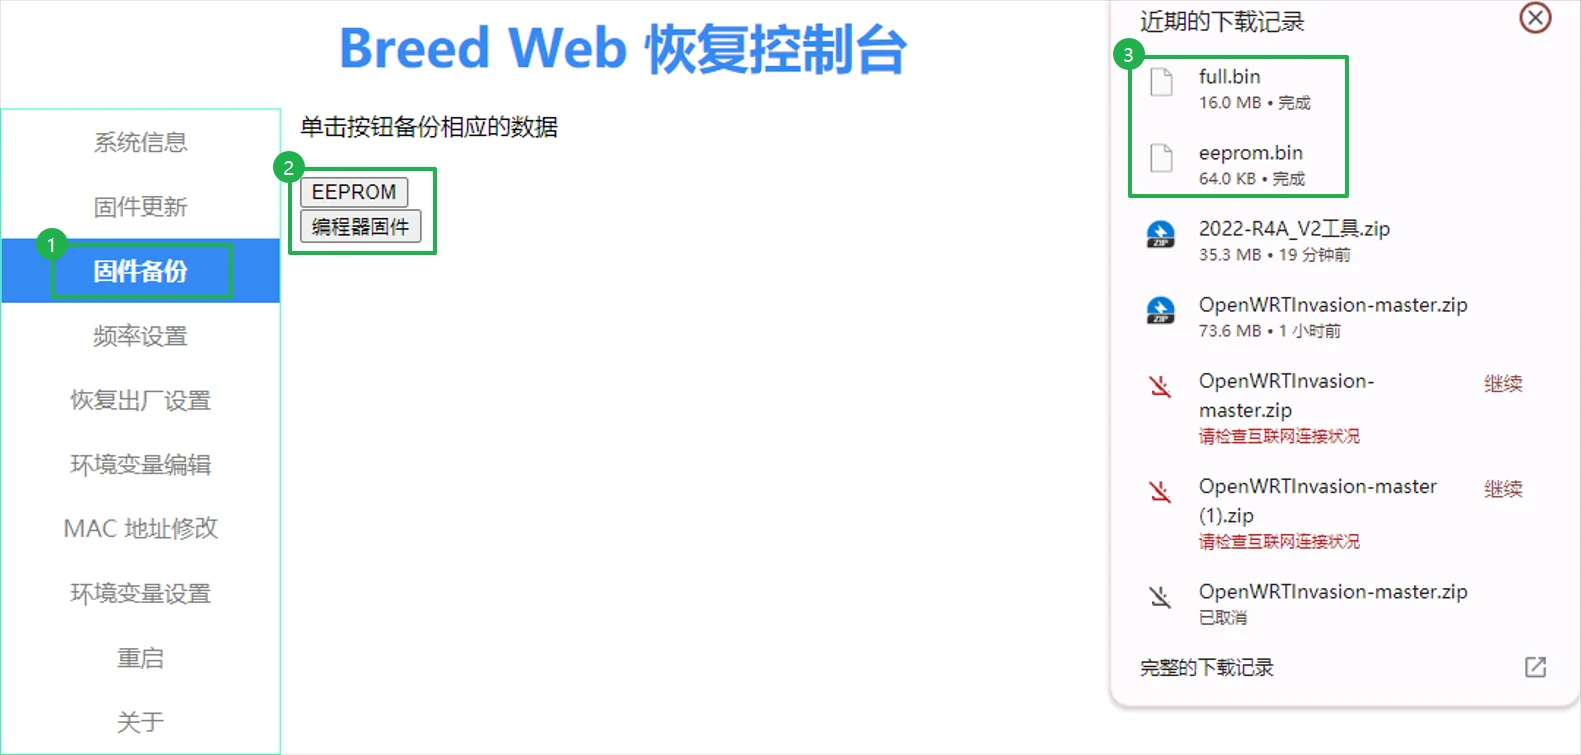 Breed Web 恢复控制台
系统信息
固件更新
1
固件备份
频率设置
恢复出厂设置
环境变量编辑
MAC 地址修改
环境变量设置
重启
关于
单击按钮备份相应的数据
2
EEPROM
编程器固件
近期的下载记录
3
full.bin
16.0 MB • 完成
eeprom.bin
64.0 KB • 完成
ZIP
2022-R4A_V2工具.zip
35.3 MB • 19 分钟前
ZIP
OpenWRTInvasion-master.zip
73.6 MB • 1 小时前
OpenWRTInvasion-
master.zip
继续
请检查互联网连接状况
OpenWRTInvasion-master
(1).zip
继续
请检查互联网连接状况
OpenWRTInvasion-master.zip
已取消
完整的下载记录